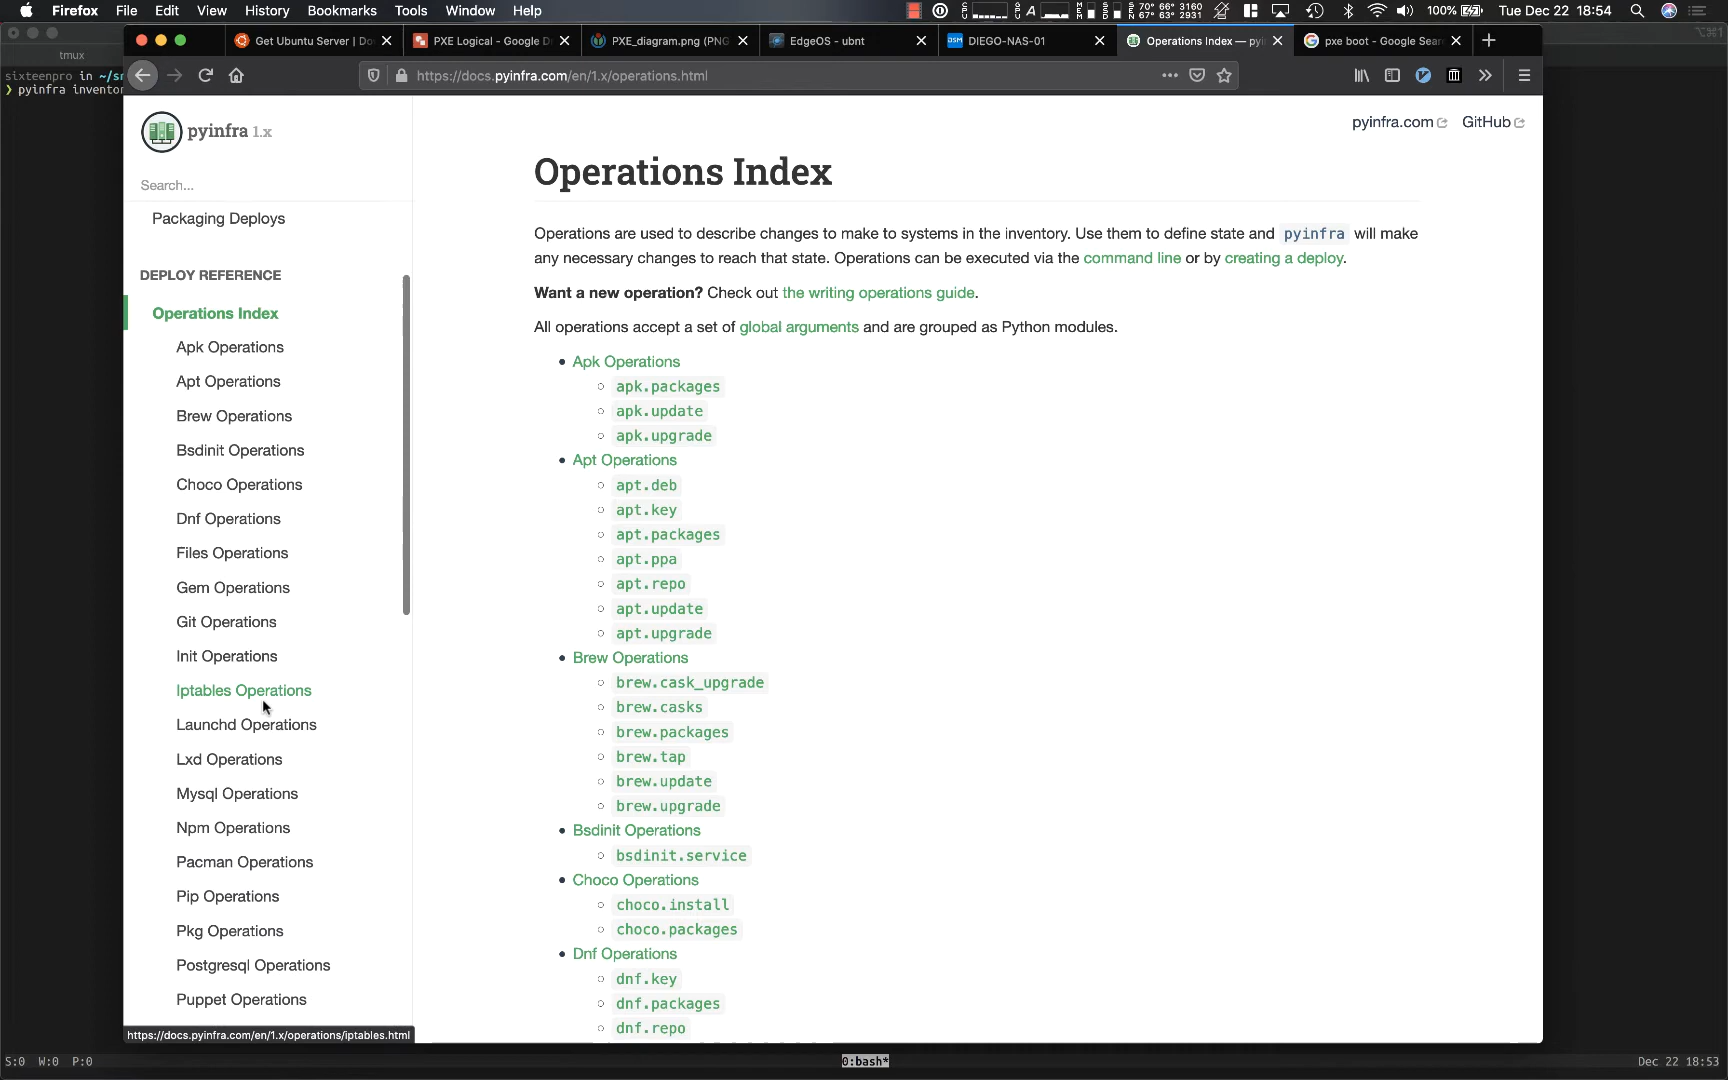 Firefox File Edit View History Bookmarks Tools Window Help
70° 66° 3160
67° 63° 2931
100% Tue Dec 22 18:54
tmux
sixteenpro in ~/s
❯ pyinfra invento
Get Ubuntu Server | Do
PXE Logical - Google D
PXE_diagram.png (PNG
EdgeOS - ubnt
DIEGO-NAS-01
Operations Index — pyi
pxe boot - Google Sear
https://docs.pyinfra.com/en/1.x/operations.html
pyinfra 1.x
Search...
Packaging Deploys
DEPLOY REFERENCE
Operations Index
Apk Operations
Apt Operations
Brew Operations
Bsdinit Operations
Choco Operations
Dnf Operations
Files Operations
Gem Operations
Git Operations
Init Operations
Iptables Operations
Launchd Operations
Lxd Operations
Mysql Operations
Npm Operations
Pacman Operations
Pip Operations
Pkg Operations
Postgresql Operations
Puppet Operations
https://docs.pyinfra.com/en/1.x/operations/iptables.html
pyinfra.com GitHub
Operations Index
Operations are used to describe changes to make to systems in the inventory. Use them to define state and pyinfra will make
any necessary changes to reach that state. Operations can be executed via the command line or by creating a deploy.
Want a new operation? Check out the writing operations guide.
All operations accept a set of global arguments and are grouped as Python modules.
• Apk Operations
apk.packages
apk.update
apk.upgrade
• Apt Operations
apt.deb
apt.key
apt.packages
apt.ppa
apt.repo
apt.update
apt.upgrade
• Brew Operations
brew.cask_upgrade
brew.casks
brew.packages
brew.tap
brew.update
brew.upgrade
• Bsdinit Operations
bsdinit.service
• Choco Operations
choco.install
choco.packages
• Dnf Operations
dnf.key
dnf.packages
dnf.repo
S:0 W:0 P:0
0:bash*
Dec 22 18:53